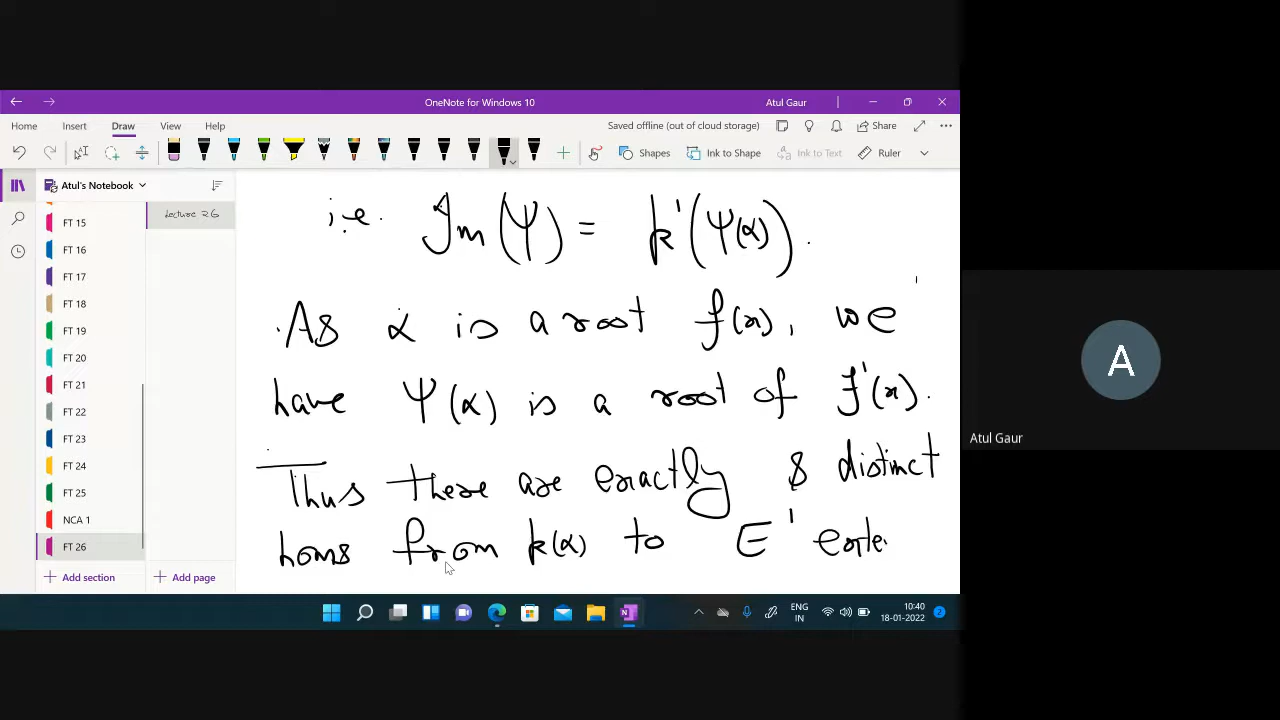 OneNote for Windows 10
Atul Gaur
Home Insert Draw View Help
Saved offline (out of cloud storage)
Share
Shapes
Ink to Shape
Ink to Text
Ruler
Atul's Notebook
FT 15
FT 16
FT 17
FT 18
FT 19
FT 20
FT 21
FT 22
FT 23
FT 24
FT 25
NCA 1
FT 26
Add section
Lecture 26
Add page
i.e. Im(Ψ) = k'(Ψ(α)).
As α is a root f(x), we
have Ψ(α) is a root of f'(x).
Thus there are exactly s distinct
homs from k(α) to E' exte
A
Atul Gaur
ENG
IN
10:40
18-01-2022
2